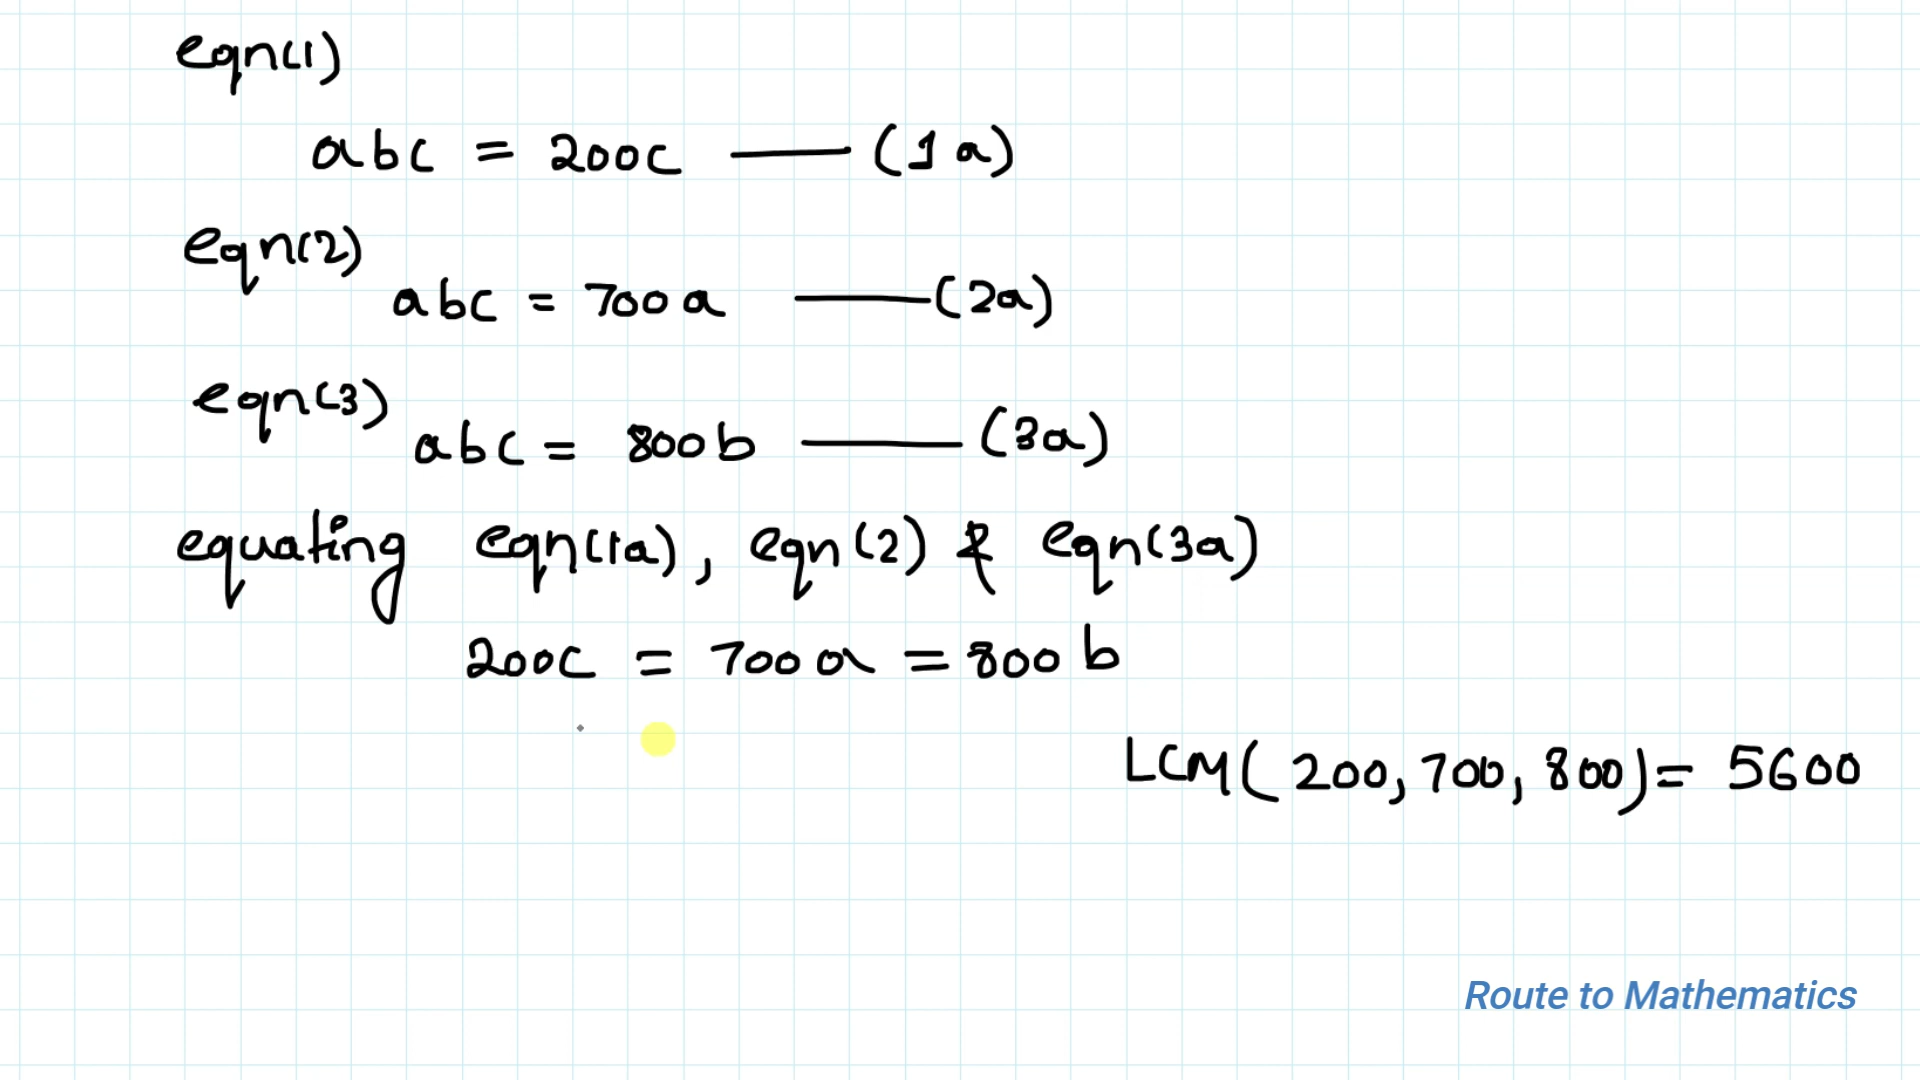 eqn(1)
abc = 200c —— (1a)
eqn(2)
abc = 700a —— (2a)
eqn(3)
abc = 800b —— (3a)
equating eqn(1a), eqn(2) & eqn(3a)
200c = 700a = 800b
LCM(200,700,800) = 5600
Route to Mathematics